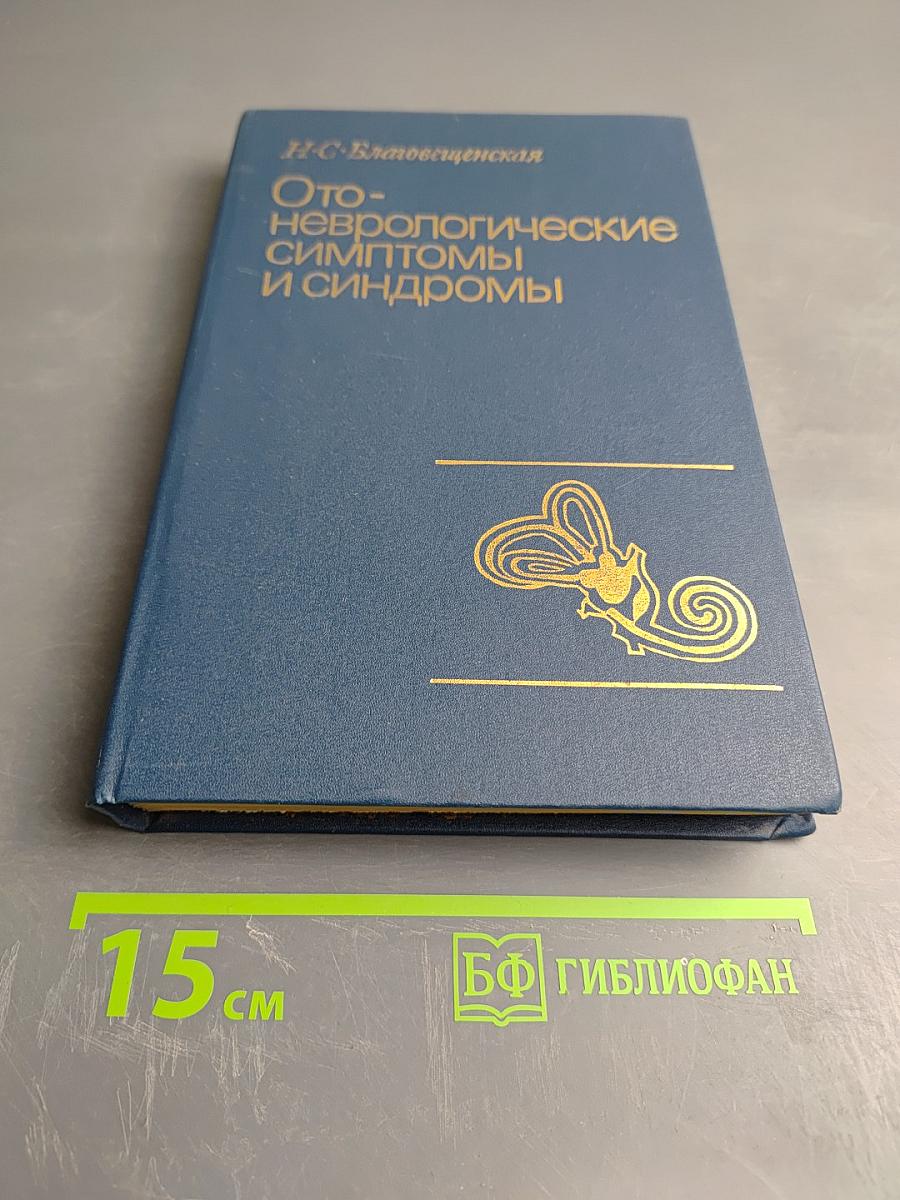 Н·С·Благовещенская
Ото-
неврологические
симптомы
и синдромы
15 см
БФ ГИБЛИОФАН